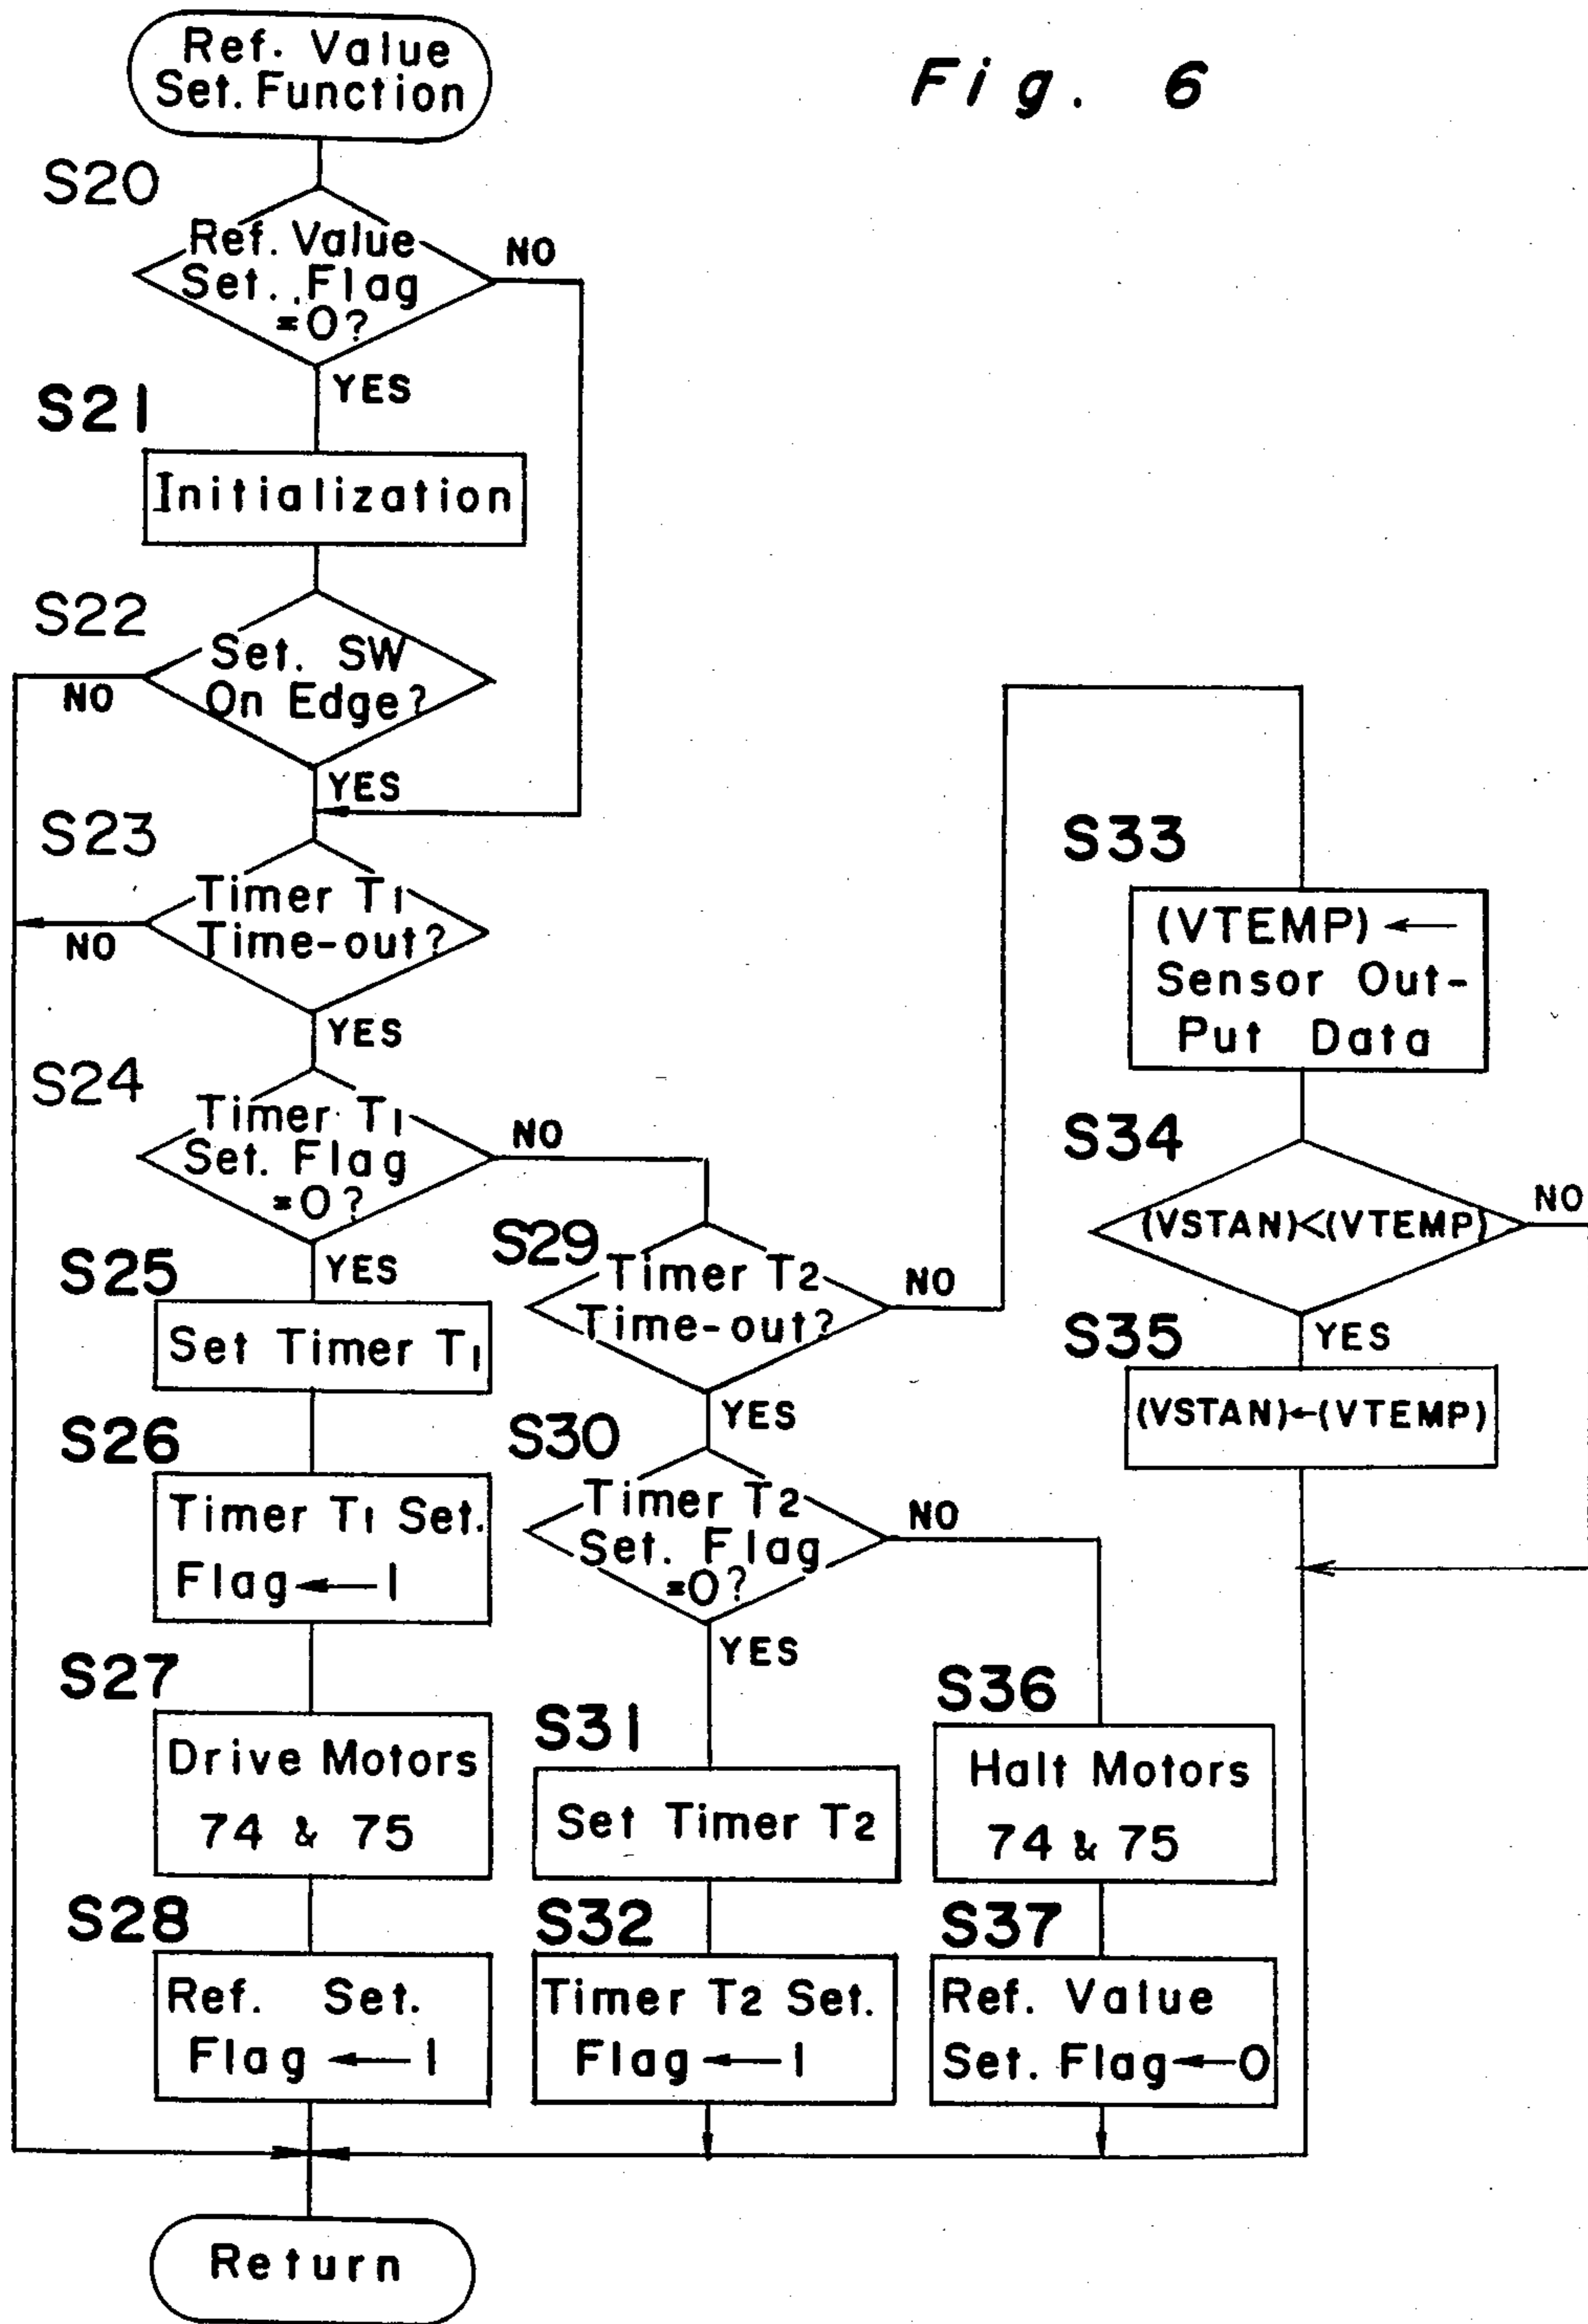 Fig. 6
Ref. Value
Set. Function
S20
Ref. Value
Set. Flag
=0?
NO
YES
S21
Initialization
S22
Set. SW
On Edge?
NO
YES
S23
Timer T1
Time-out?
NO
YES
S24
Timer T1
Set. Flag
=0?
NO
YES
S25
Set Timer T1
S26
Timer T1 Set.
Flag ← 1
S27
Drive Motors
74 & 75
S28
Ref. Set.
Flag ← 1
S29
Timer T2
Time-out?
NO
YES
S30
Timer T2
Set. Flag
=0?
NO
YES
S31
Set Timer T2
S32
Timer T2 Set.
Flag ← 1
S33
(VTEMP) ←
Sensor Out-
Put Data
S34
(VSTAN)<(VTEMP)
NO
YES
S35
(VSTAN)←(VTEMP)
S36
Halt Motors
74 & 75
S37
Ref. Value
Set. Flag ← 0
Return